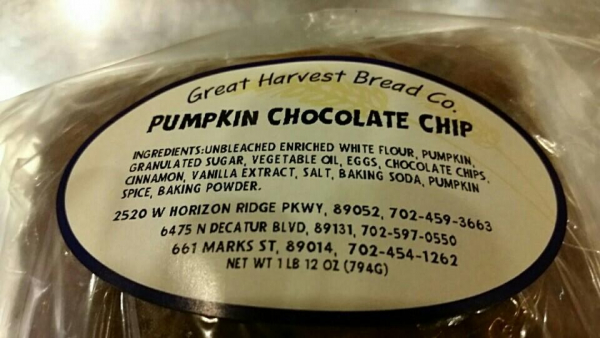 Great Harvest Bread Co.
PUMPKIN CHOCOLATE CHIP
INGREDIENTS:UNBLEACHED ENRICHED WHITE FLOUR, PUMPKIN,
GRANULATED SUGAR, VEGETABLE OIL, EGGS, CHOCOLATE CHIPS,
CINNAMON, VANILLA EXTRACT, SALT, BAKING SODA, PUMPKIN
SPICE, BAKING POWDER.
2520 W HORIZON RIDGE PKWY, 89052, 702-459-3663
6475 N DECATUR BLVD, 89131, 702-597-0550
661 MARKS ST, 89014, 702-454-1262
NET WT 1 LB 12 OZ (794G)